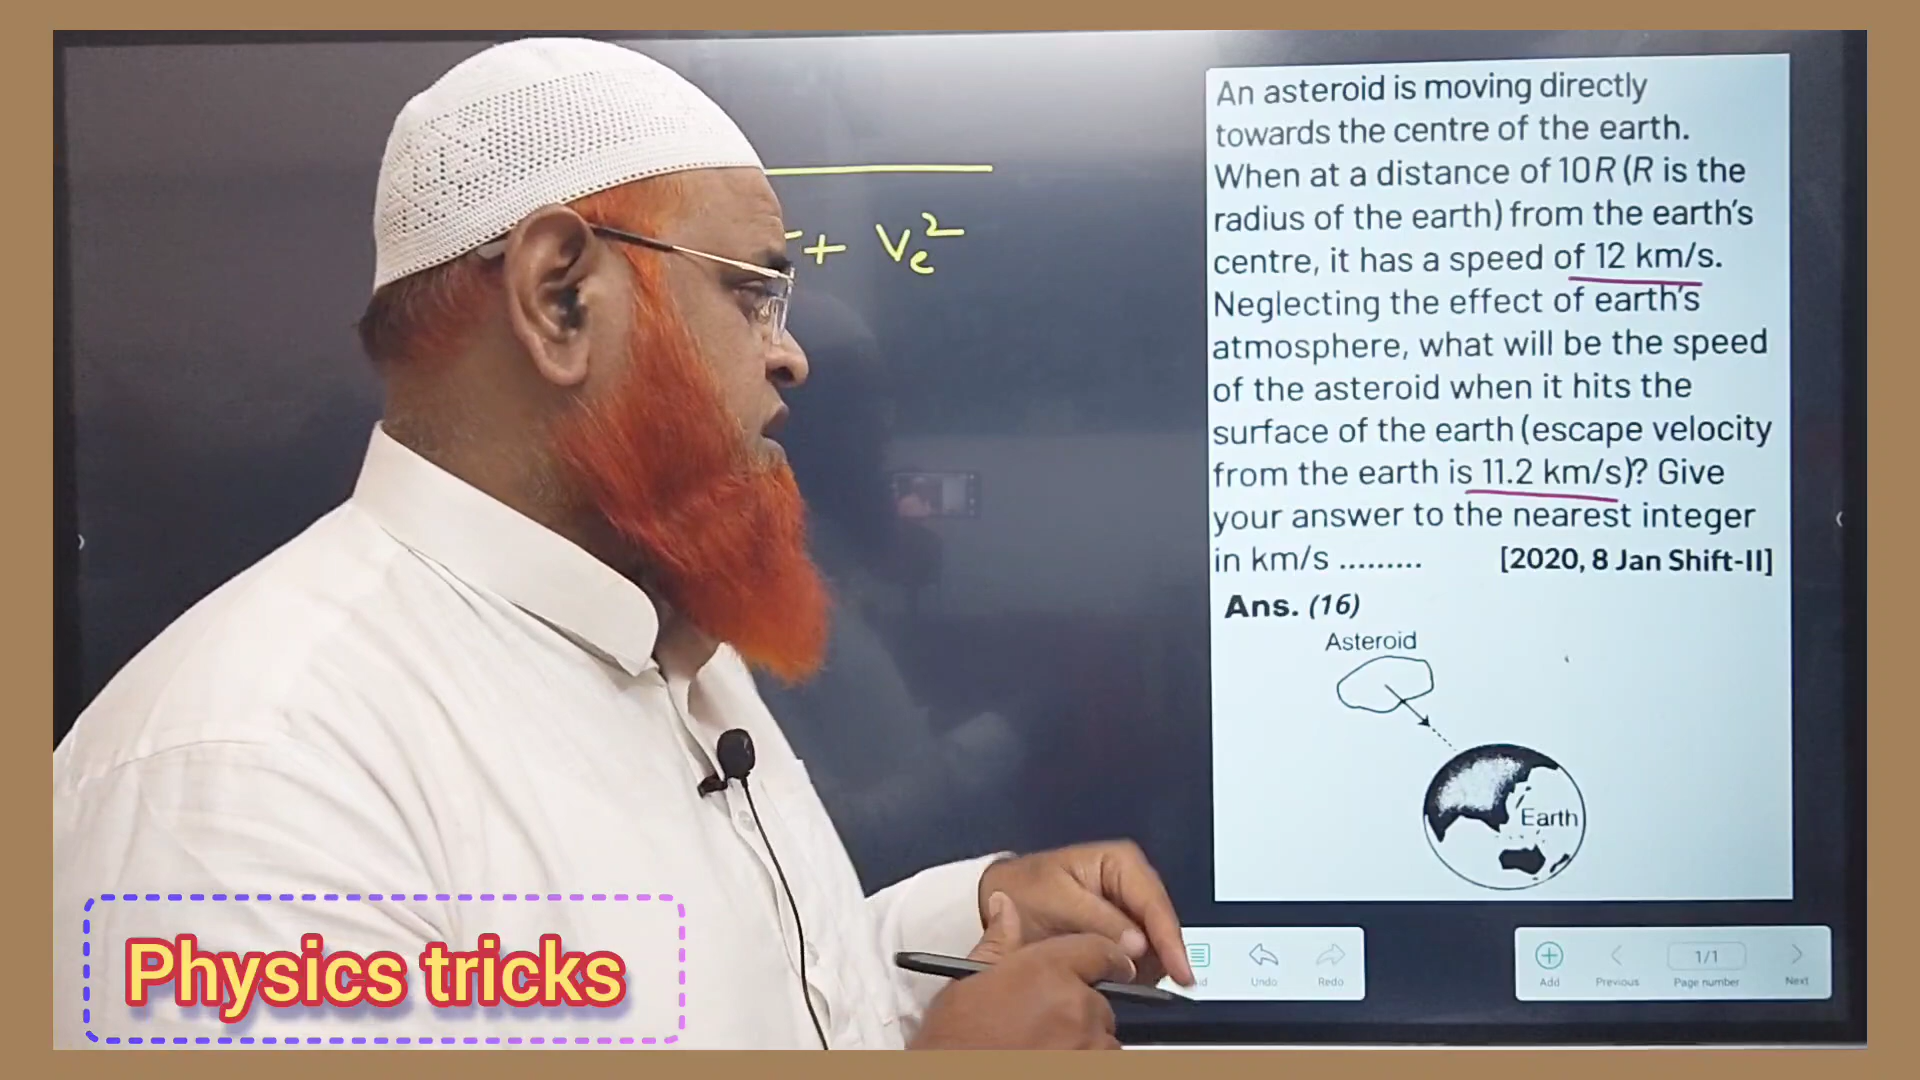 + Ve²
An asteroid is moving directly
towards the centre of the earth.
When at a distance of 10R (R is the
radius of the earth) from the earth's
centre, it has a speed of 12 km/s.
Neglecting the effect of earth's
atmosphere, what will be the speed
of the asteroid when it hits the
surface of the earth (escape velocity
from the earth is 11.2 km/s)? Give
your answer to the nearest integer
in km/s ......... [2020, 8 Jan Shift-II]
Ans. (16)
Asteroid
Earth
Undo Redo
Add Previous 1/1 Page number Next
Physics tricks